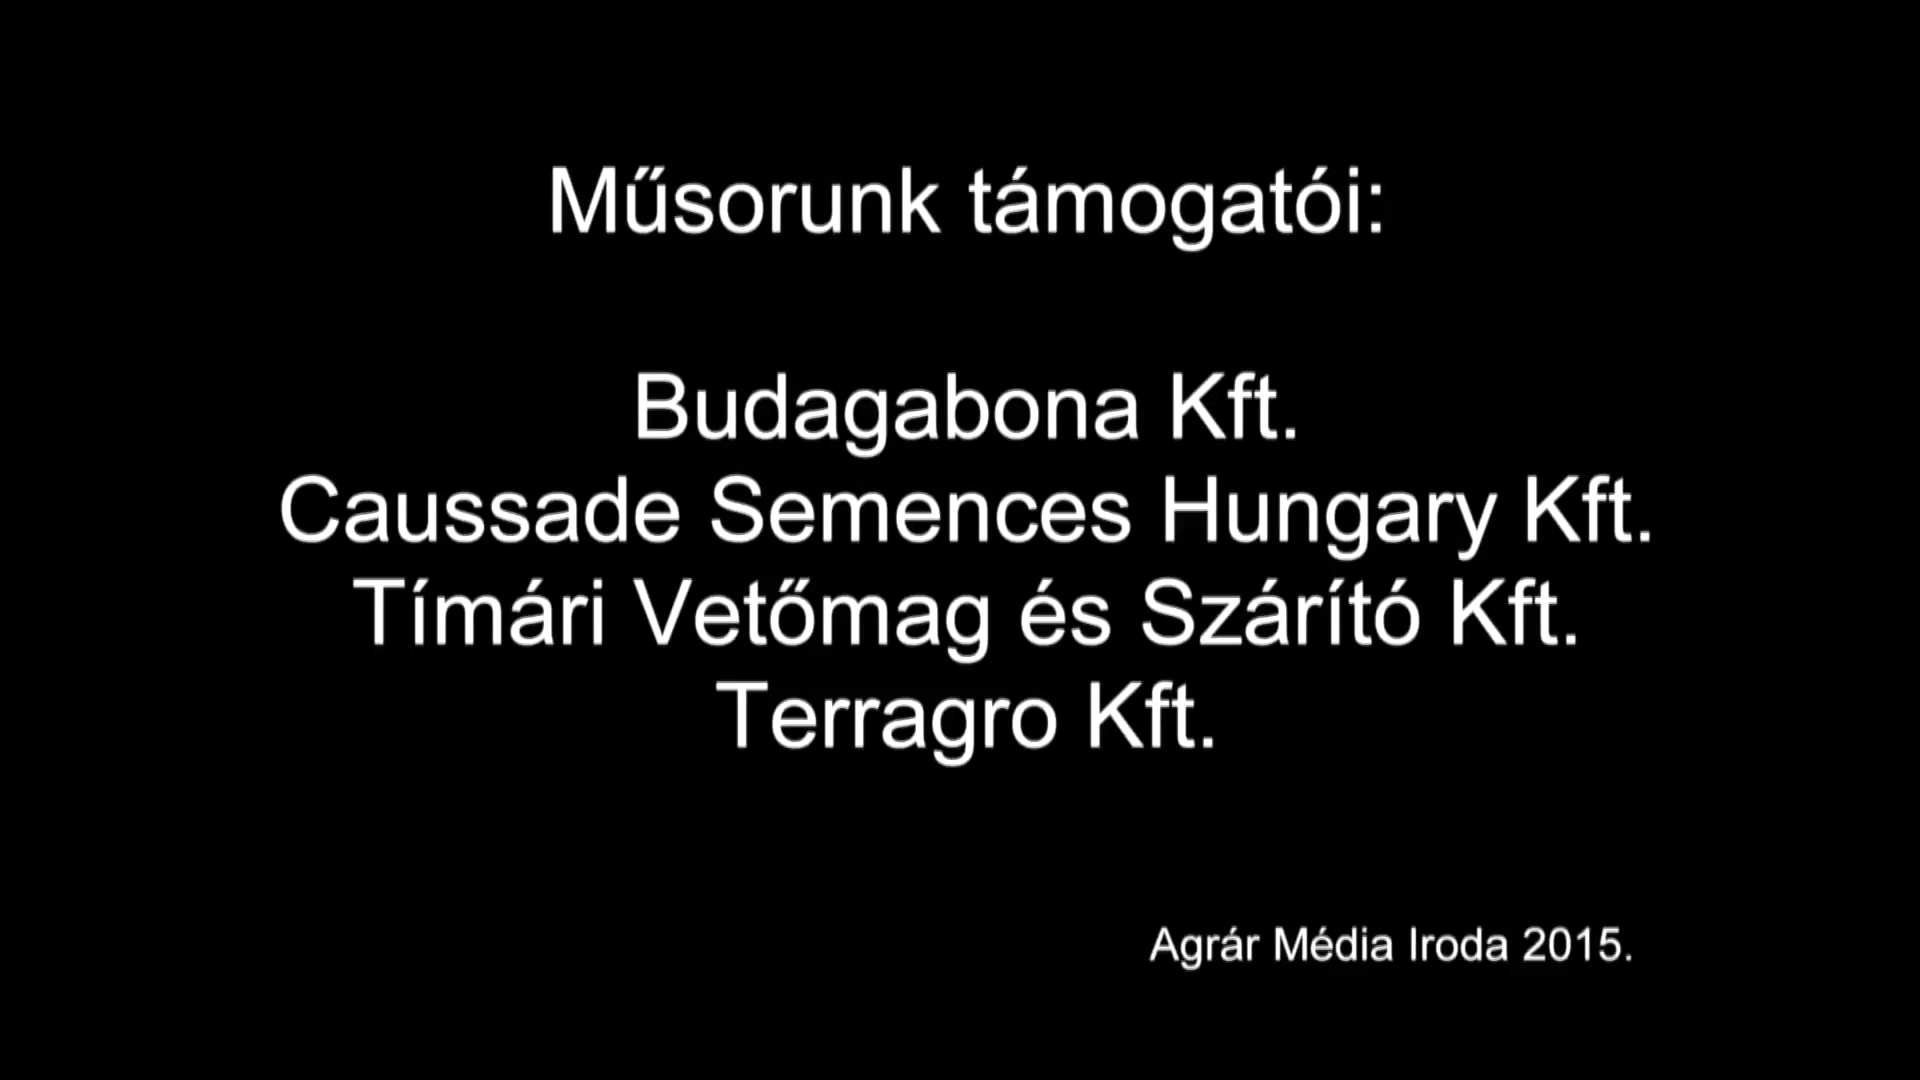 Műsorunk támogatói:
Budagabona Kft.
Caussade Semences Hungary Kft.
Tímári Vetőmag és Szárító Kft.
Terragro Kft.
Agrár Média Iroda 2015.